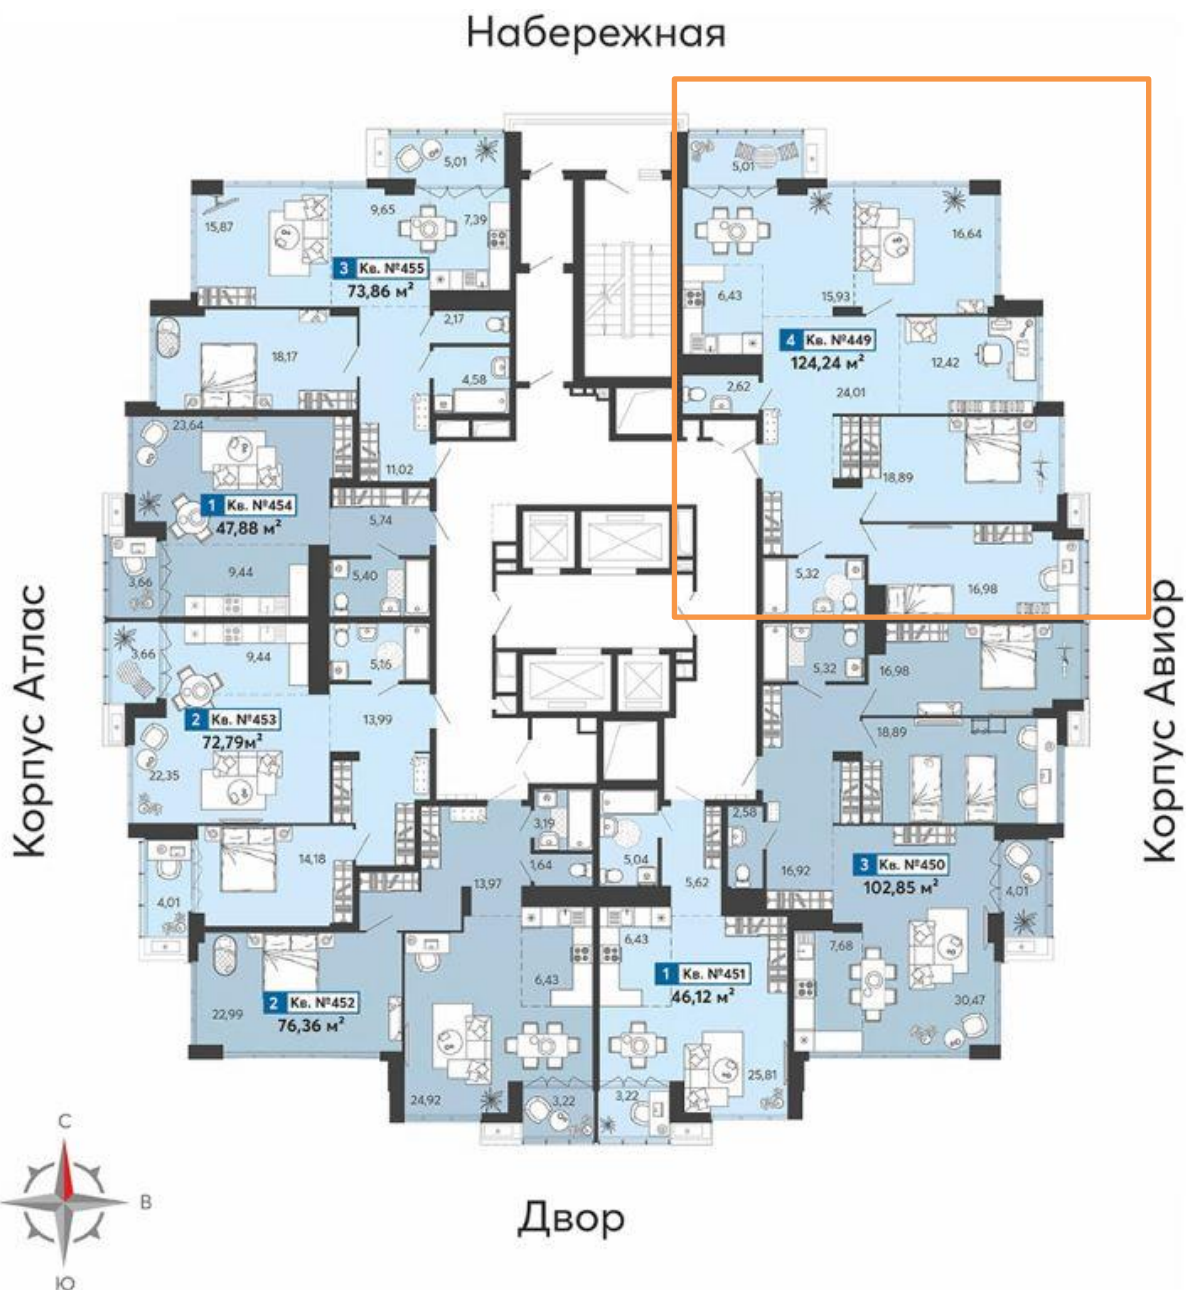 Набережная
5,01
5,01
9,65
7,39
15,87
16,64
3 Кв. №455
73,86 м²
6,43
15,93
2,17
4 Кв. №449
124,24 м²
18,17
12,42
4,58
2,62
24,01
23,64
11,02
18,89
1 Кв. №454
47,88 м²
5,74
9,44
5,40
3,66
5,32
16,98
Корпус Атлас
Корпус Авиор
3,66
9,44
5,16
5,32
16,98
2 Кв. №453
72,79м²
13,99
18,89
22,35
3,19
2,58
14,18
1,64
5,04
3 Кв. №450
102,85 м²
16,92
13,97
5,62
4,01
4,01
6,43
7,68
6,43
1 Кв. №451
46,12 м²
2 Кв. №452
76,36 м²
22,99
30,47
25,81
24,92
3,22
3,22
С
В
Ю
Двор